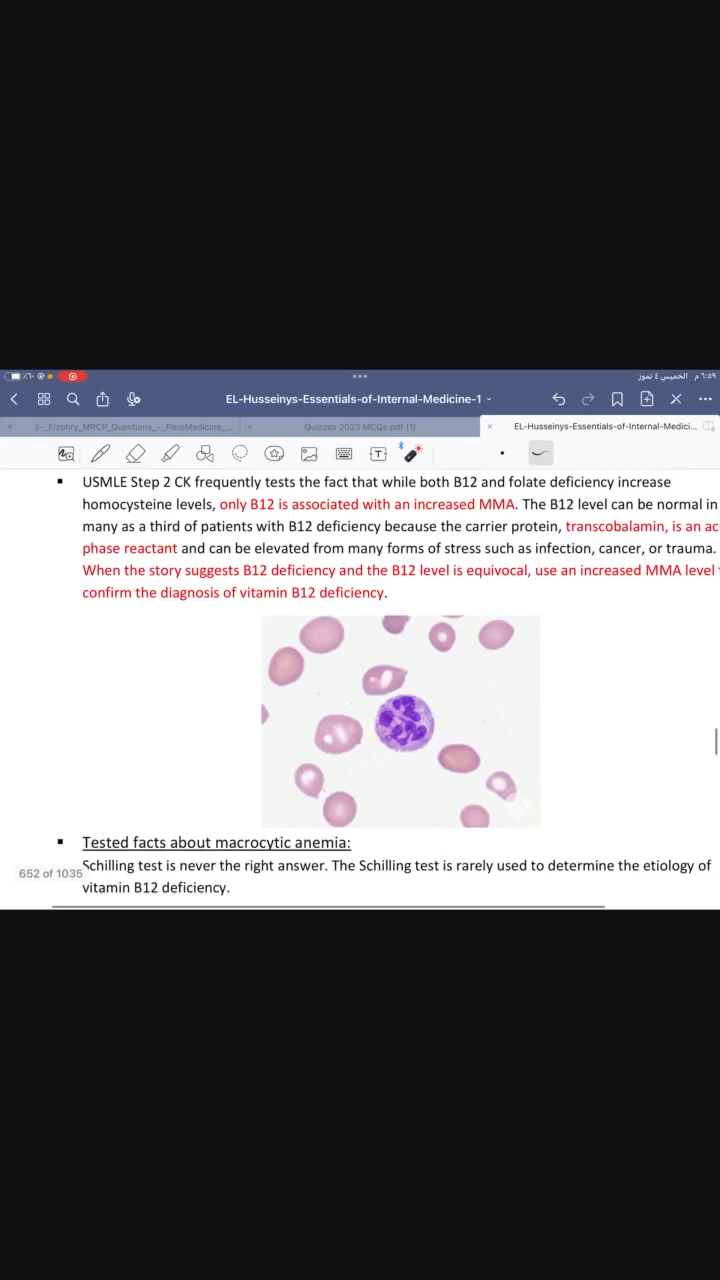 ٦:٥٩ م الخميس ٤ تموز
EL-Husseinys-Essentials-of-Internal-Medicine-1
3-_Elzohry_MRCP_Questions_-_PassMedicine_...
Quizzes 2023 MCQs.pdf (1)
EL-Husseinys-Essentials-of-Internal-Medici...
USMLE Step 2 CK frequently tests the fact that while both B12 and folate deficiency increase
homocysteine levels, only B12 is associated with an increased MMA. The B12 level can be normal in
many as a third of patients with B12 deficiency because the carrier protein, transcobalamin, is an
phase reactant and can be elevated from many forms of stress such as infection, cancer, or trauma.
When the story suggests B12 deficiency and the B12 level is equivocal, use an increased MMA level
confirm the diagnosis of vitamin B12 deficiency.
Tested facts about macrocytic anemia:
Schilling test is never the right answer. The Schilling test is rarely used to determine the etiology of
652 of 1035
vitamin B12 deficiency.